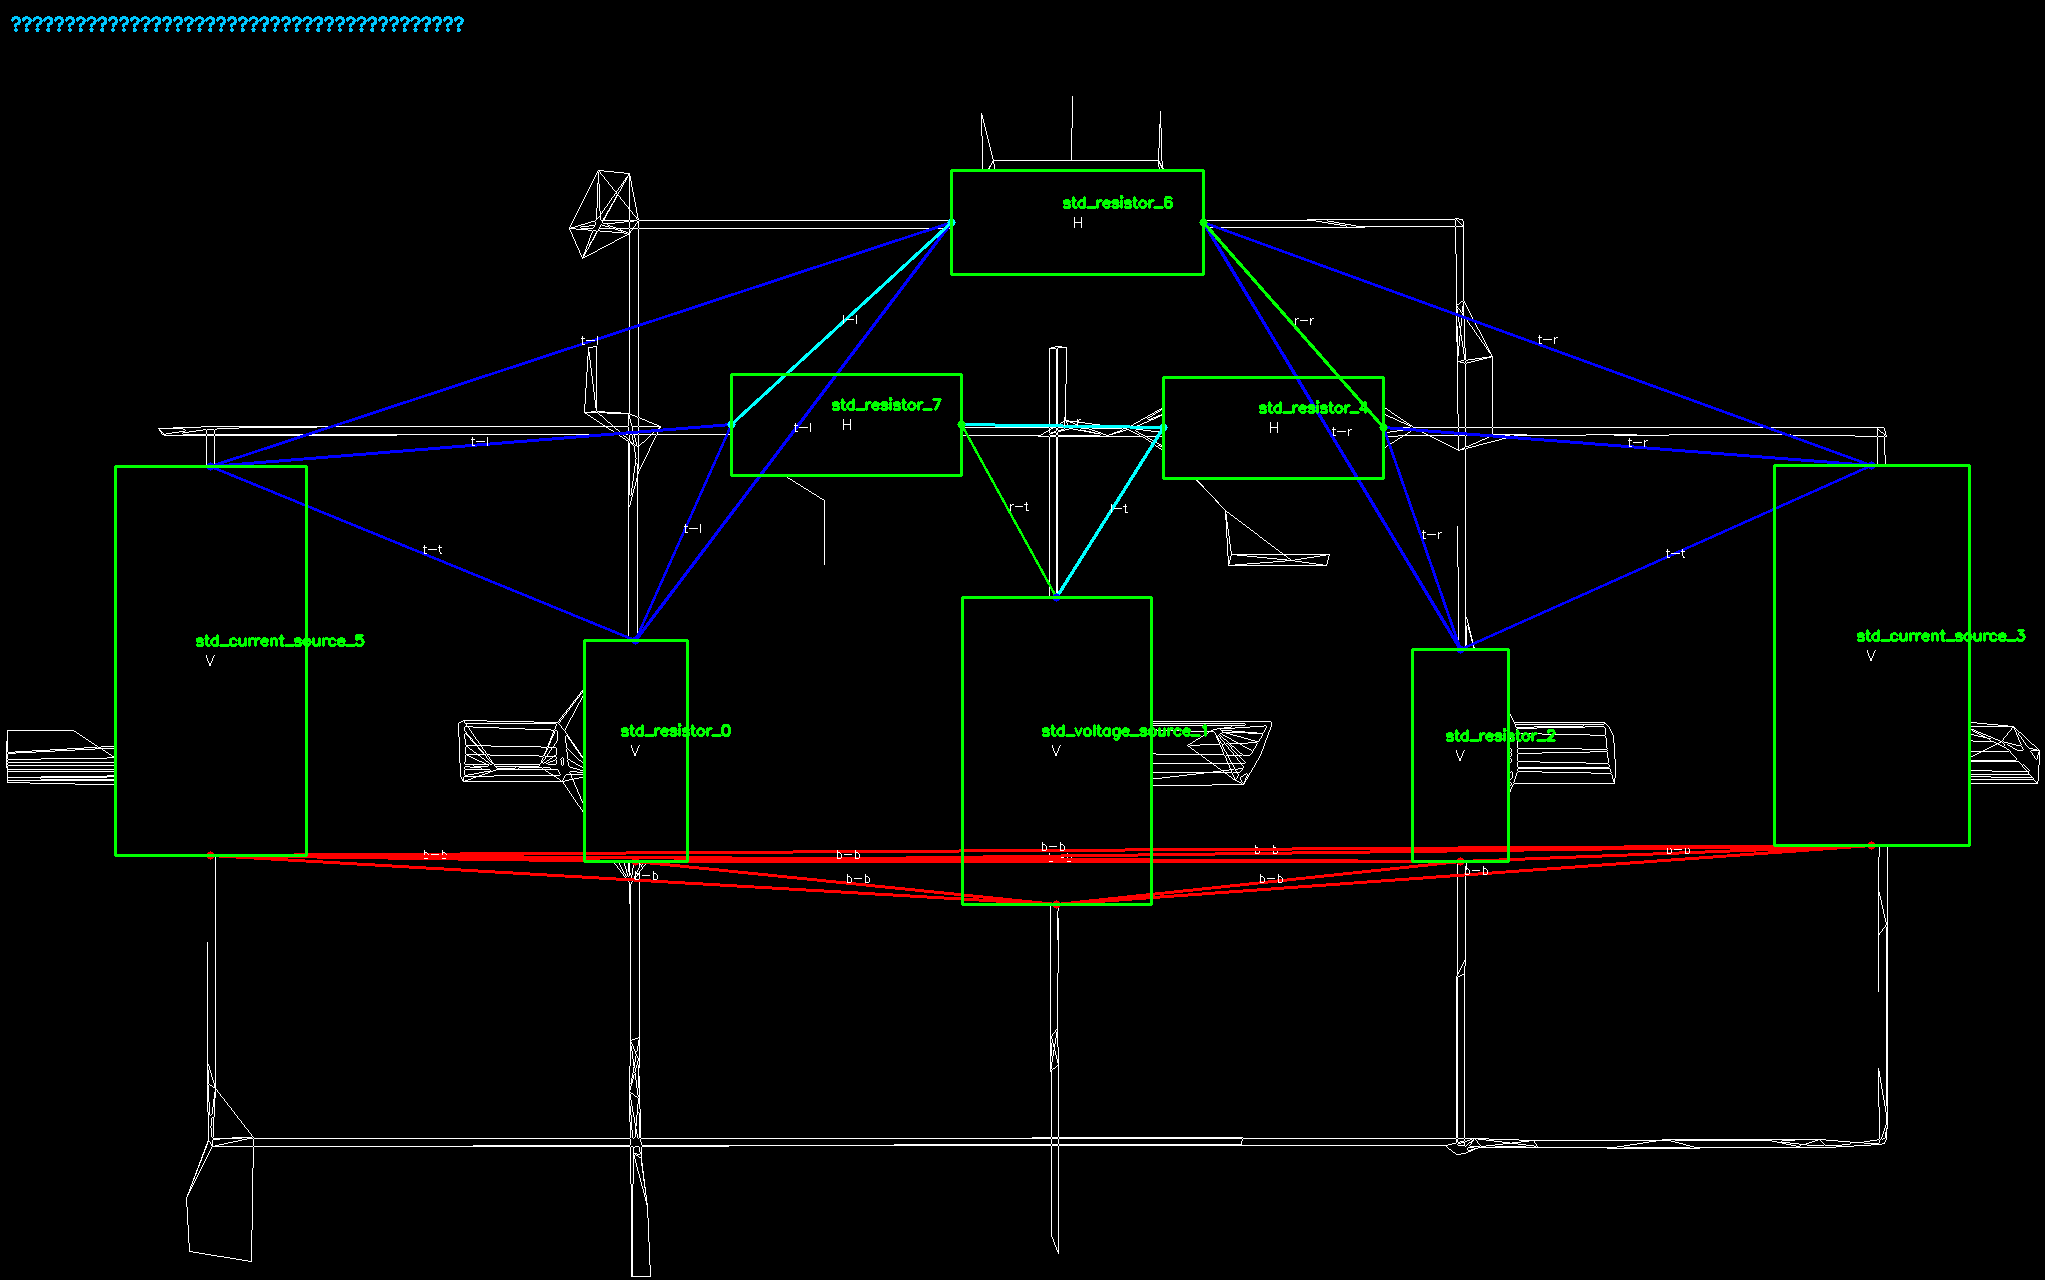 ??????????????????????????????????????????
std_resistor_6
H
l-l
r-r
t-l
t-r
std_resistor_7
H
std_resistor_4
H
t-l
t-l
t-r
t-r
r-t
l-t
t-l
t-r
t-t
t-t
std_current_source_5
V
std_current_source_3
V
std_resistor_0
V
std_voltage_source_1
V
std_resistor_2
V
b-b
b-b
b-b
b-b
b-b
b-b
b-b
b-b
b-b